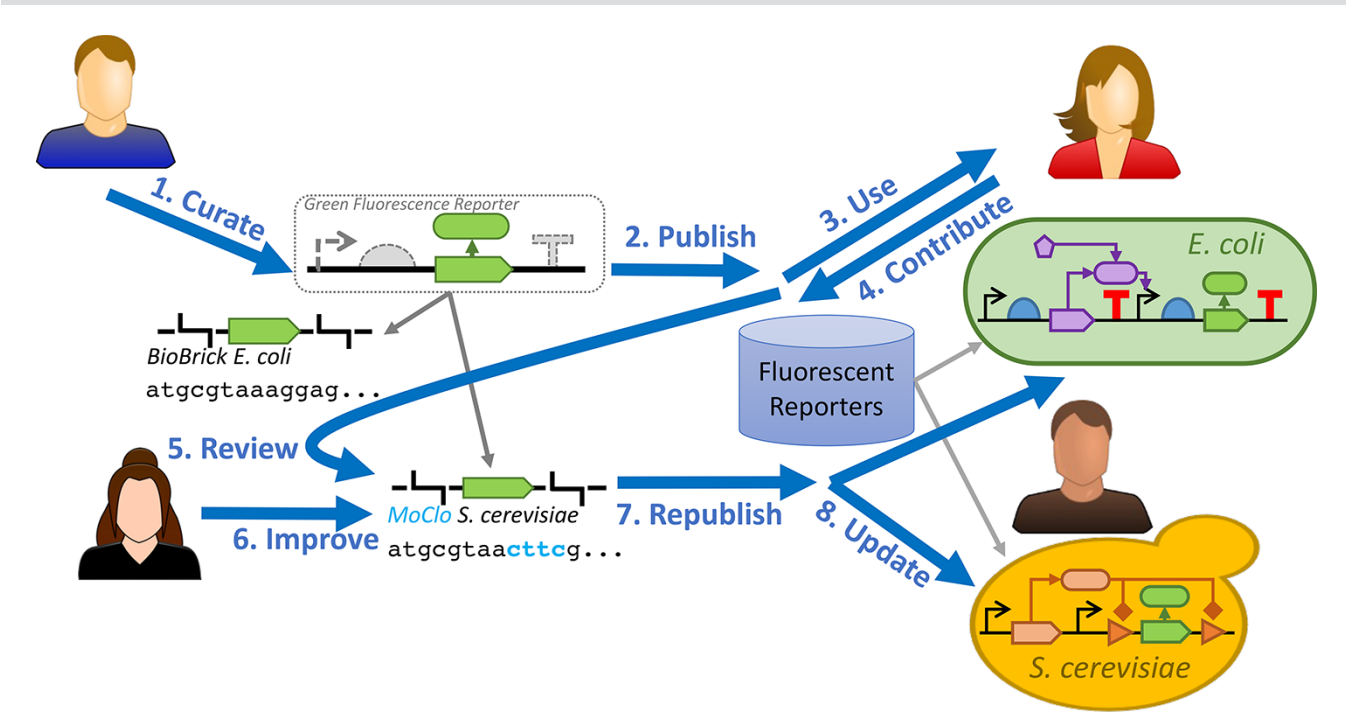 1. Curate
Green Fluorescence Reporter
2. Publish
3. Use
4. Contribute
E. coli
BioBrick E. coli
atgcgtaaaggag...
Fluorescent
Reporters
5. Review
MoClo S. cerevisiae
6. Improve
atgcgtaacttcg...
7. Republish
8. Update
S. cerevisiae